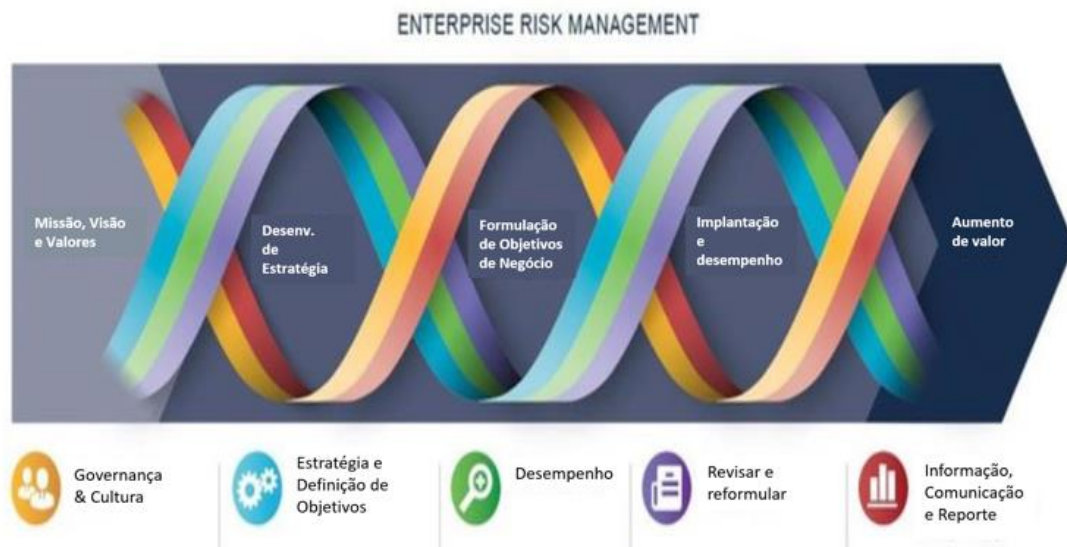 ENTERPRISE RISK MANAGEMENT
Missão, Visão
e Valores
Desenv.
de
Estratégia
Formulação
de Objetivos
de Negócio
Implantação
e
desempenho
Aumento
de valor
Governança
& Cultura
Estratégia e
Definição de
Objetivos
Desempenho
Revisar e
reformular
Informação,
Comunicação
e Reporte